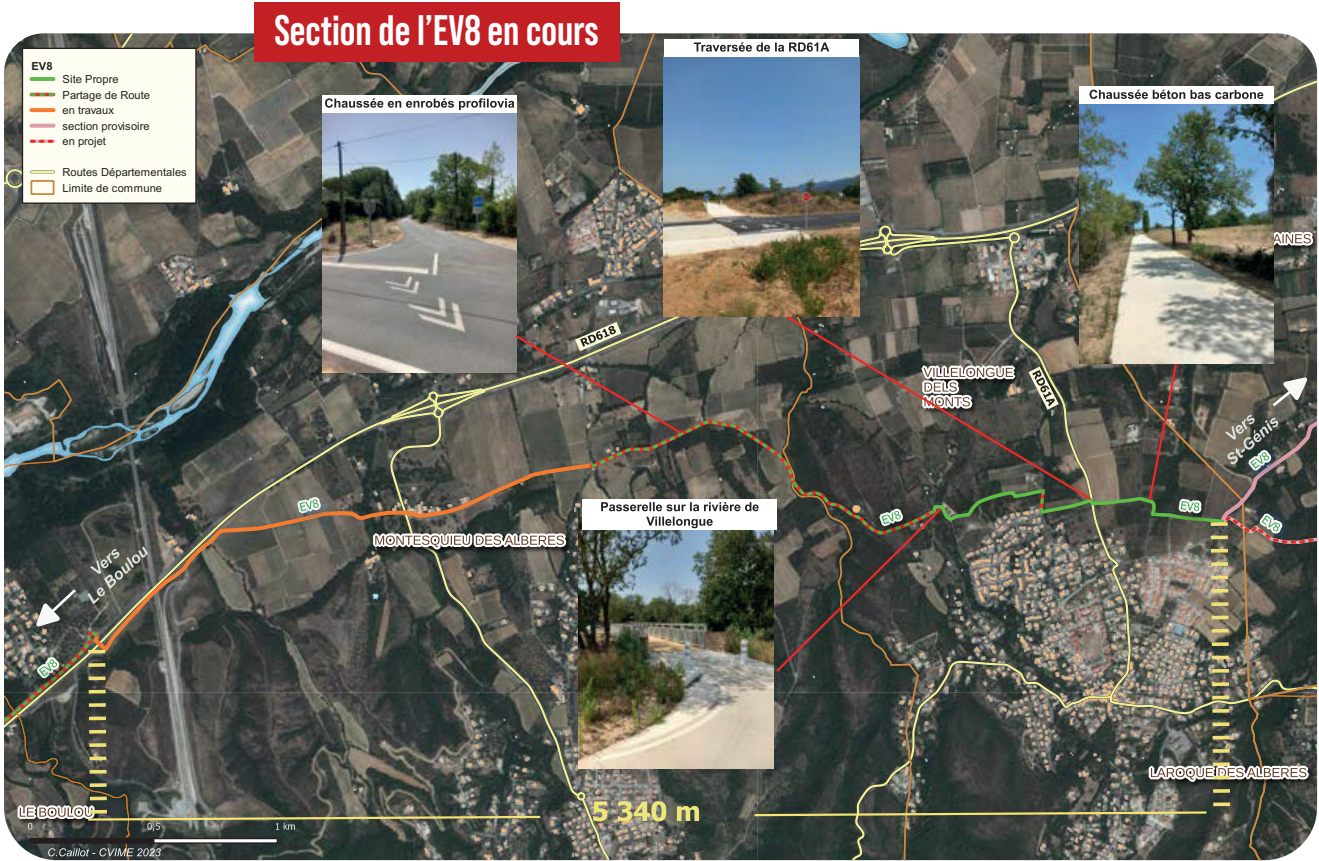 Section de l'EV8 en cours
EV8
Site Propre
Partage de Route
en travaux
section provisoire
en projet
Routes Départementales
Limite de commune
Chaussée en enrobés profilovia
Traversée de la RD61A
Chaussée béton bas carbone
AINES
RD618
VILLELONGUE
DELS
MONTS
RD61A
Vers
St-Génis
EV8
EV8
EV8
EV8
EV8
Passerelle sur la rivière de
Villelongue
MONTESQUIEU DES ALBERES
Vers
Le Boulou
EV8
LAROQUE DES ALBERES
LE BOULOU
5 340 m
0
0,5
1 km
C.Caillot - CVIME 2023